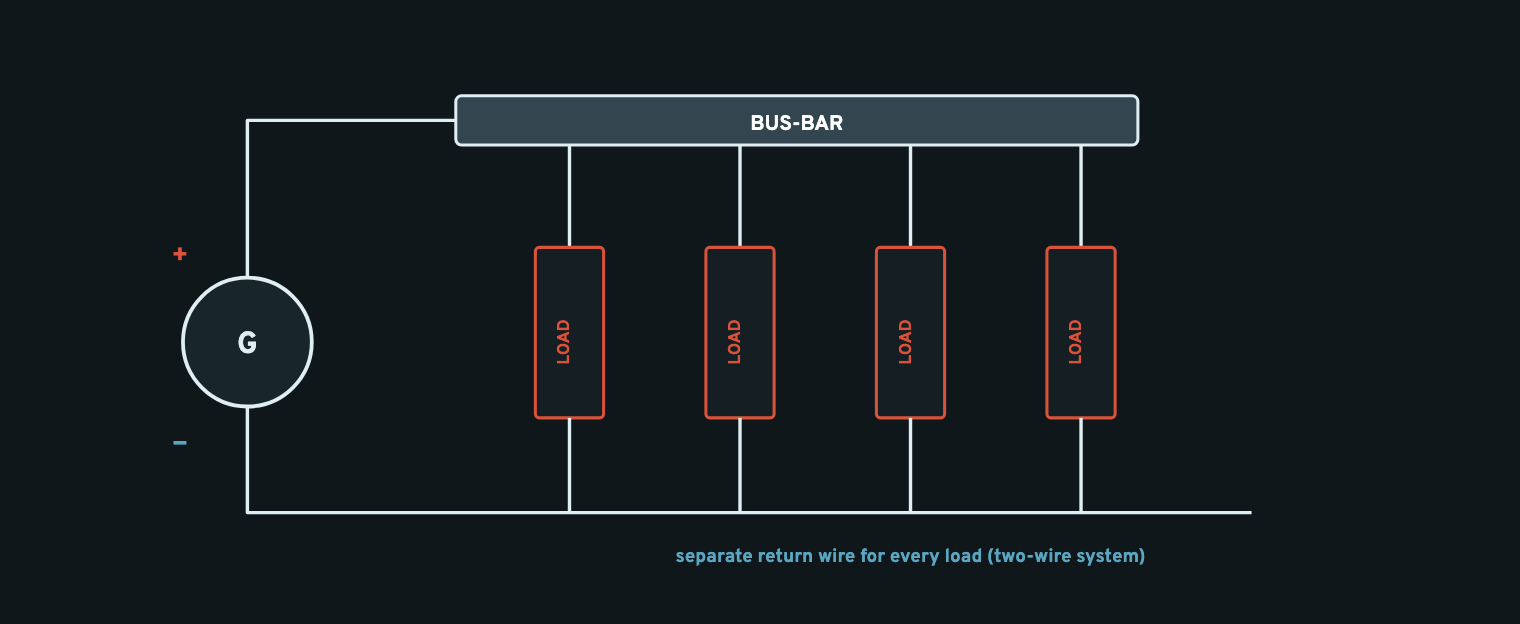 BUS-BAR
+
G
−
LOAD
LOAD
LOAD
LOAD
separate return wire for every load (two-wire system)